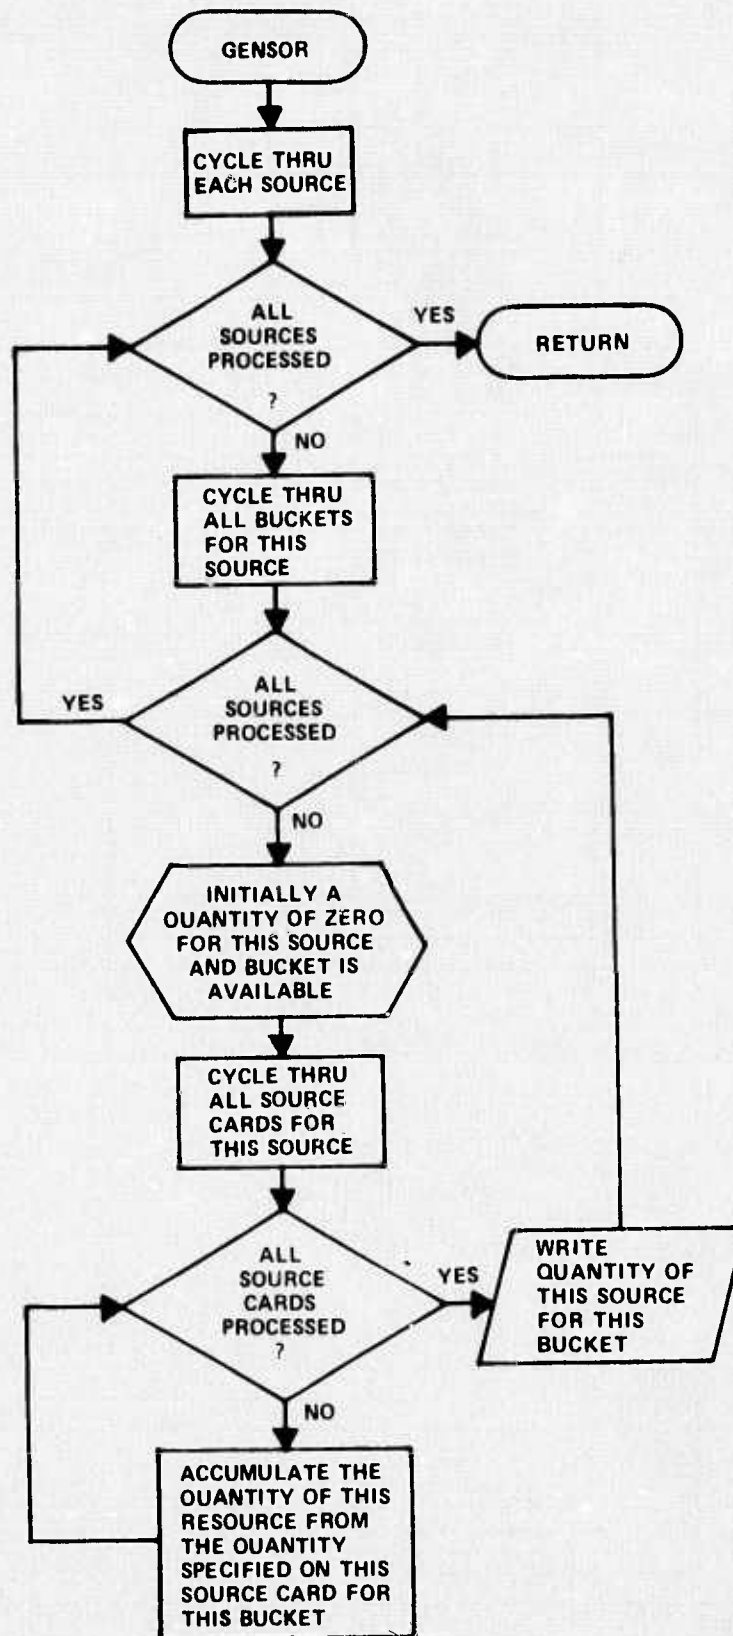 GENSOR
CYCLE THRU
EACH SOURCE
ALL
SOURCES
PROCESSED
?
YES
RETURN
NO
CYCLE THRU
ALL BUCKETS
FOR THIS
SOURCE
ALL
SOURCES
PROCESSED
?
YES
NO
INITIALLY A
QUANTITY OF ZERO
FOR THIS SOURCE
AND BUCKET IS
AVAILABLE
CYCLE THRU
ALL SOURCE
CARDS FOR
THIS SOURCE
ALL
SOURCE
CARDS
PROCESSED
?
YES
WRITE
QUANTITY OF
THIS SOURCE
FOR THIS
BUCKET
NO
ACCUMULATE THE
QUANTITY OF THIS
RESOURCE FROM
THE QUANTITY
SPECIFIED ON THIS
SOURCE CARD FOR
THIS BUCKET